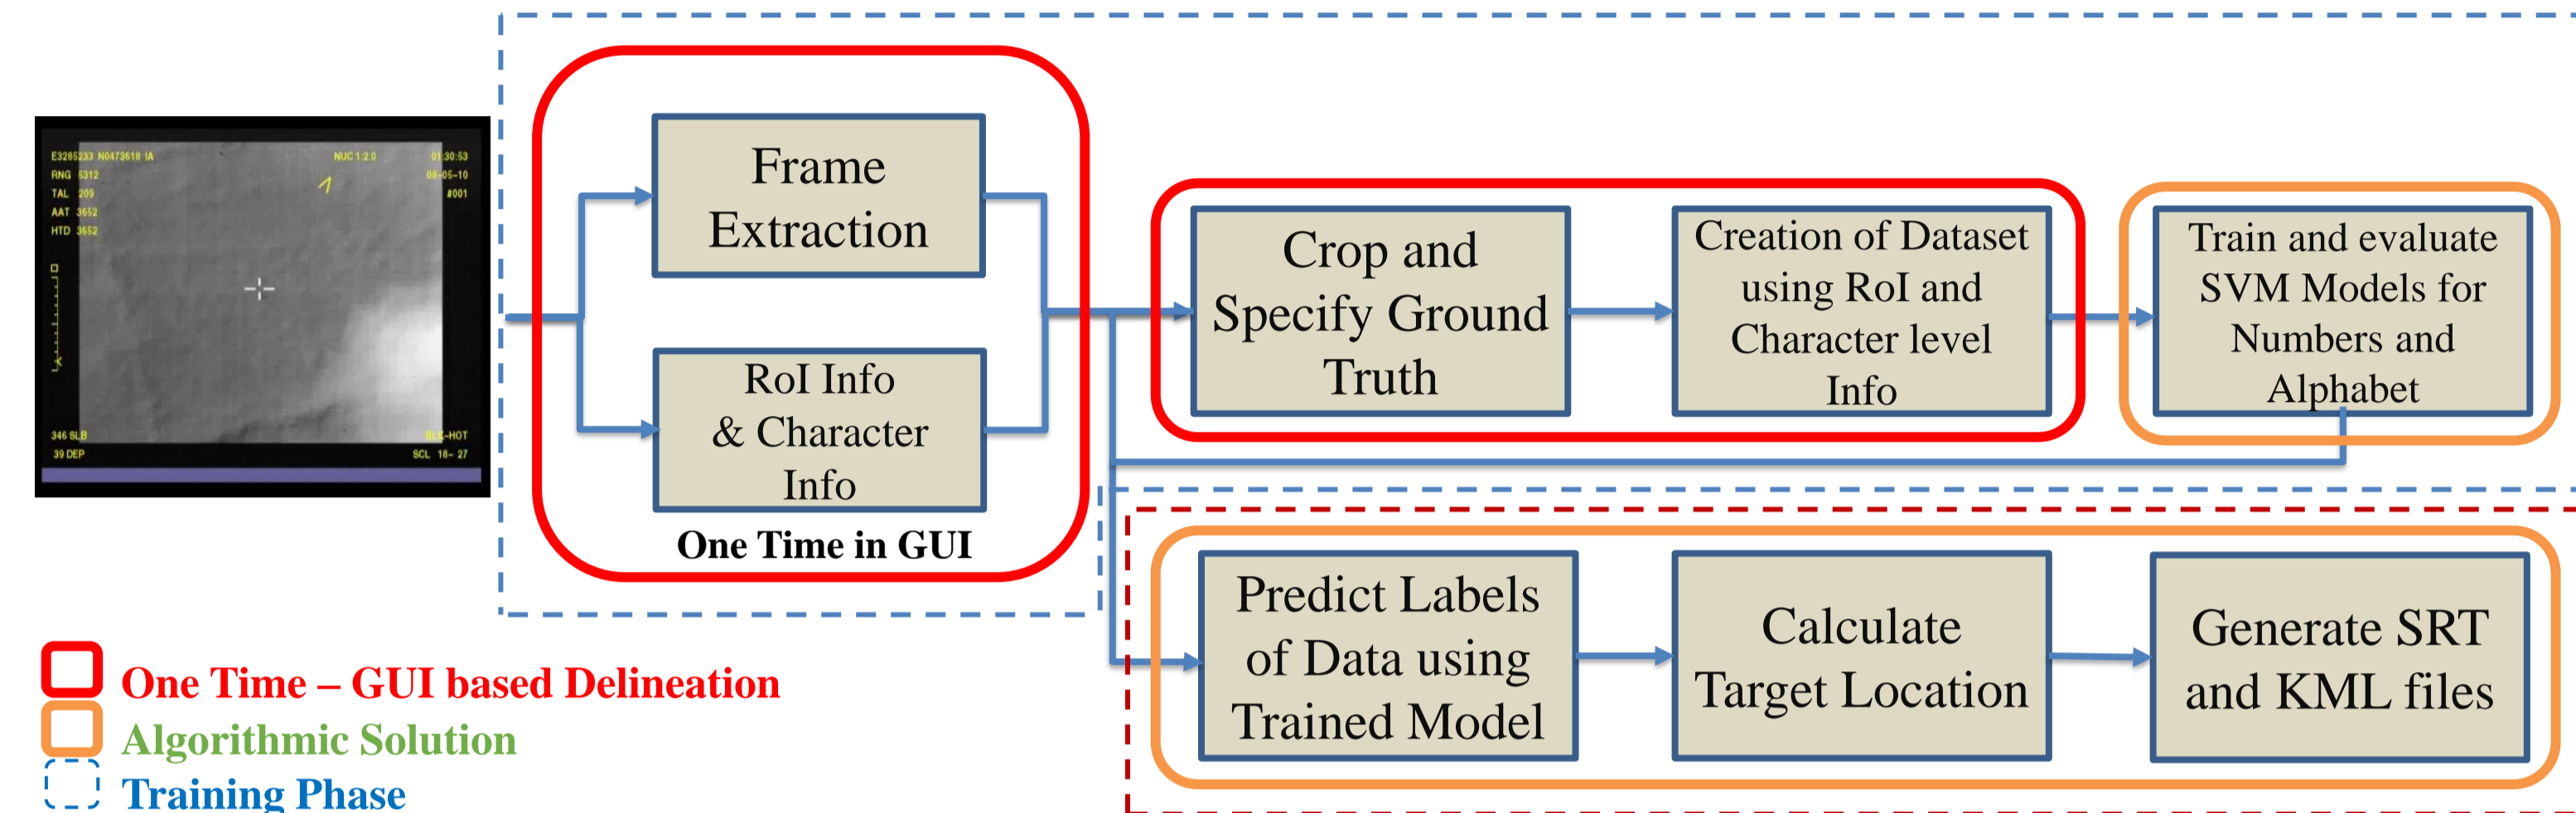 E3285233 N0473618 IA
NUC 1:2.0
01:30:53
RNG 5312
08-05-10
TAL 209
#001
AAT 3652
HTD 3652
346 SLB
39 DEP
SCL 18- 27
Frame
Extraction
RoI Info
& Character
Info
One Time in GUI
Crop and
Specify Ground
Truth
Creation of Dataset
using RoI and
Character level
Info
Train and evaluate
SVM Models for
Numbers and
Alphabet
Predict Labels
of Data using
Trained Model
Calculate
Target Location
Generate SRT
and KML files
One Time – GUI based Delineation
Algorithmic Solution
Training Phase